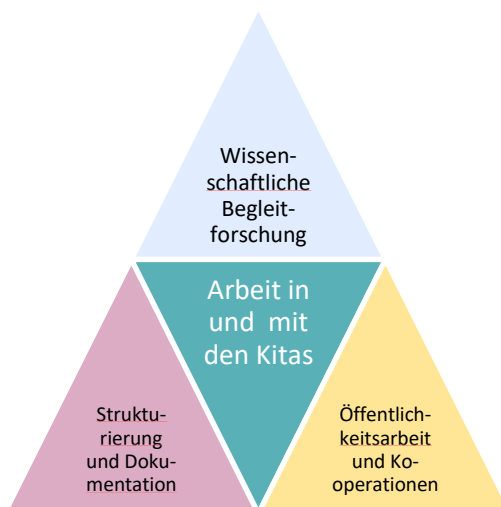 Wissen-
schaftliche
Begleit-
forschung
Arbeit in
und mit
den Kitas
Struktu-
rierung
und Doku-
mentation
Öffentlich-
keitsarbeit
und Ko-
operationen